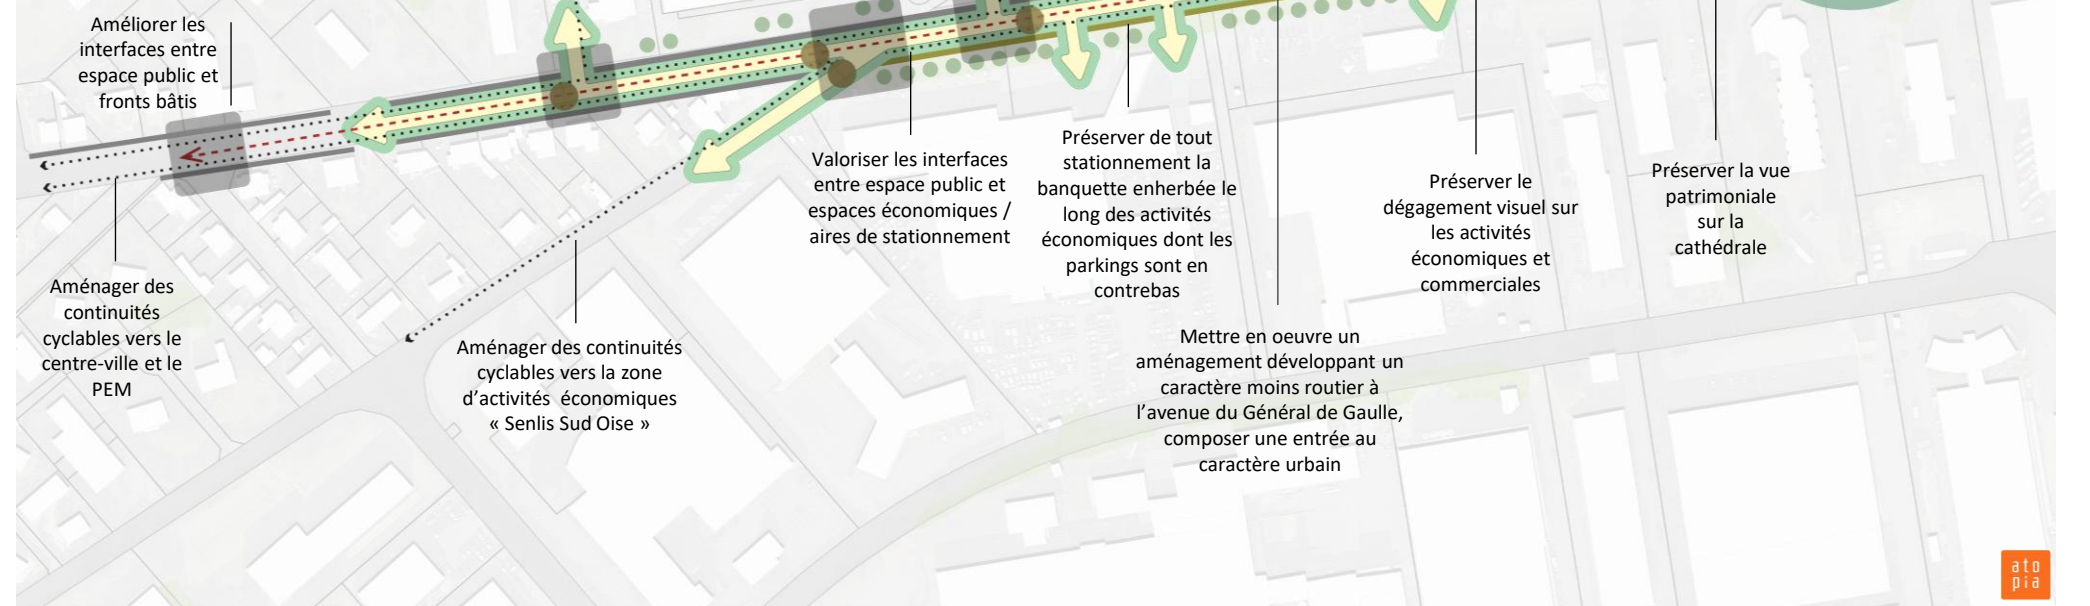 Améliorer les
interfaces entre
espace public et
fronts bâtis
Aménager des
continuités
cyclables vers le
centre-ville et le
PEM
Aménager des continuités
cyclables vers la zone
d’activités économiques
« Senlis Sud Oise »
Valoriser les interfaces
entre espace public et
espaces économiques /
aires de stationnement
Préserver de tout
stationnement la
banquette enherbée le
long des activités
économiques dont les
parkings sont en
contrebas
Mettre en oeuvre un
aménagement développant un
caractère moins routier à
l’avenue du Général de Gaulle,
composer une entrée au
caractère urbain
Préserver le
dégagement visuel sur
les activités
économiques et
commerciales
Préserver la vue
patrimoniale
sur la
cathédrale
ato
pia